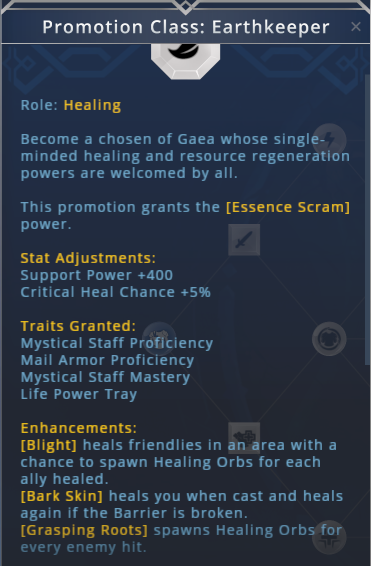 Promotion Class: Earthkeeper ×
Role: Healing
Become a chosen of Gaea whose single-
minded healing and resource regeneration
powers are welcomed by all.
This promotion grants the [Essence Scram]
power.
Stat Adjustments:
Support Power +400
Critical Heal Chance +5%
Traits Granted:
Mystical Staff Proficiency
Mail Armor Proficiency
Mystical Staff Mastery
Life Power Tray
Enhancements:
[Blight] heals friendlies in an area with a
chance to spawn Healing Orbs for each
ally healed.
[Bark Skin] heals you when cast and heals
again if the Barrier is broken.
[Grasping Roots] spawns Healing Orbs for
every enemy hit.